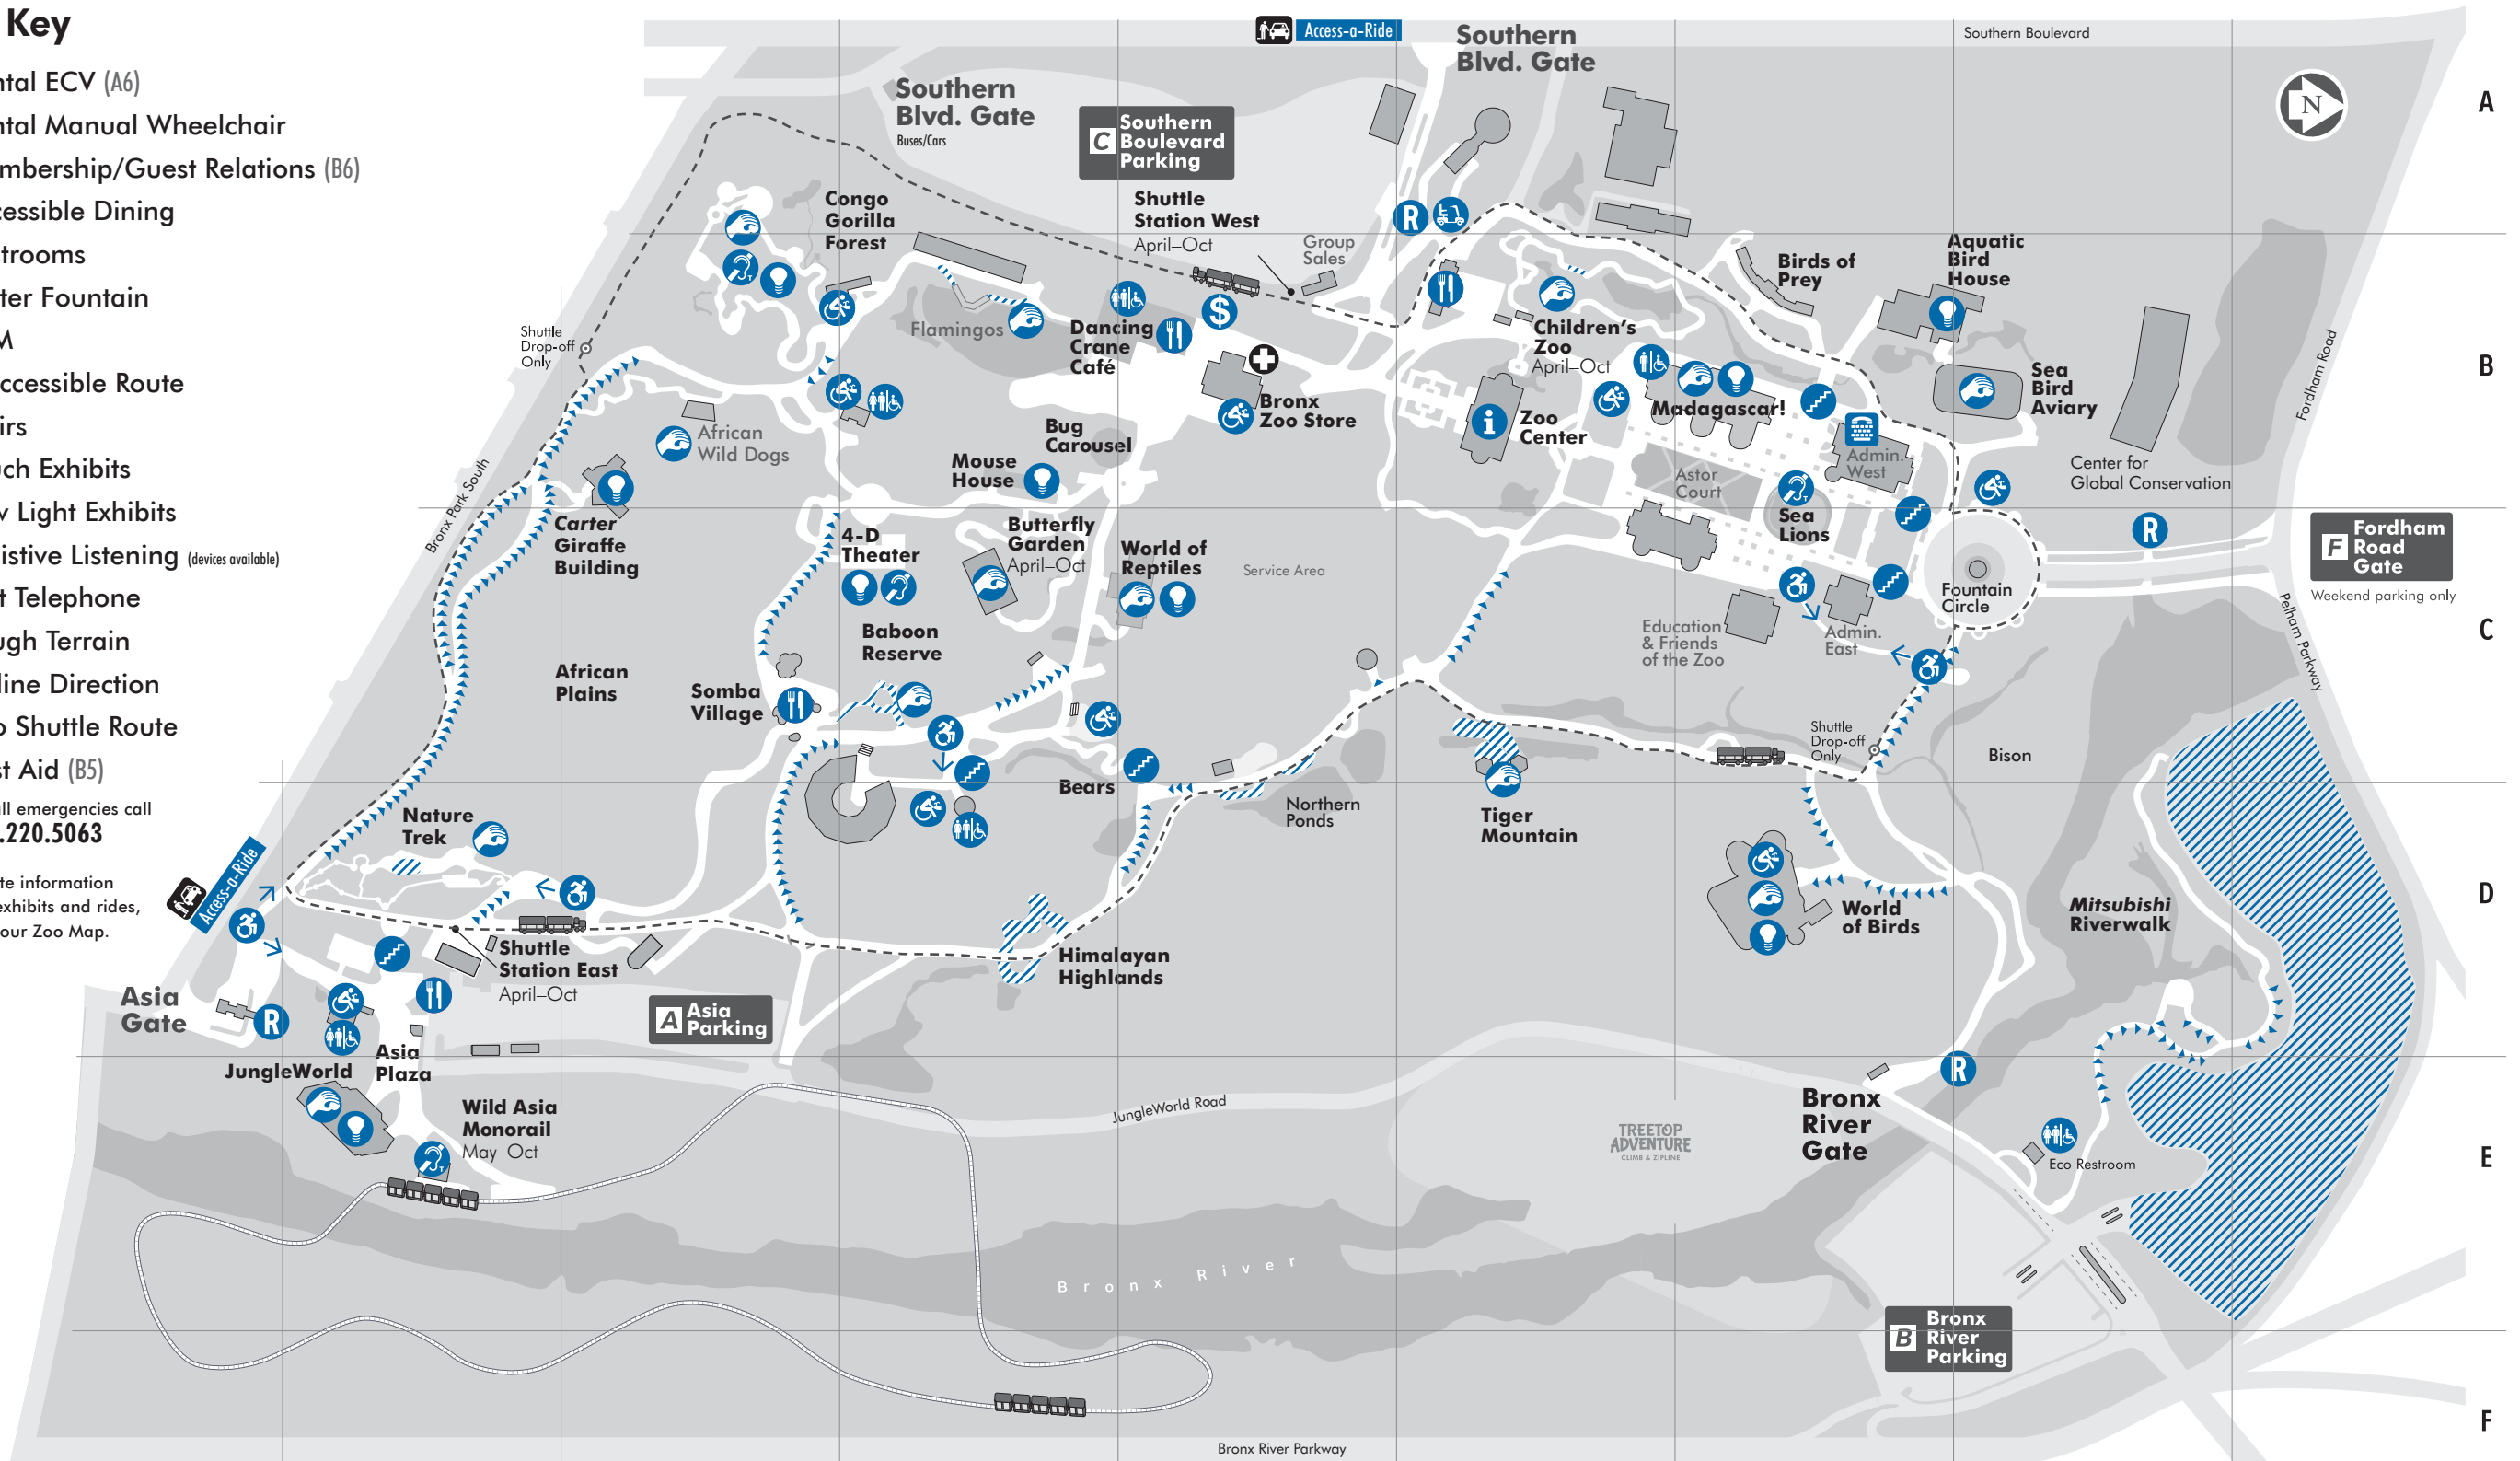 Key
ntal ECV (A6)
ntal Manual Wheelchair
mbership/Guest Relations (B6)
cessible Dining
strooms
ter Fountain
M
ccessible Route
irs
uch Exhibits
w Light Exhibits
sistive Listening (devices available)
t Telephone
ugh Terrain
line Direction
o Shuttle Route
st Aid (B5)
all emergencies call
.220.5063
te information
exhibits and rides,
our Zoo Map.
Access-a-Ride
Southern
Blvd. Gate
Southern Boulevard
N
A
Southern
Blvd. Gate
Buses/Cars
C
Southern
Boulevard
Parking
Congo
Gorilla
Forest
Shuttle
Station West
April–Oct
Group
Sales
R
Birds of
Prey
Aquatic
Bird
House
Shuttle
Drop-off
Only
Flamingos
Dancing
Crane
Café
$
Children's
Zoo
April–Oct
Fordham Road
B
Bronx
Zoo Store
i
Zoo
Center
Madagascar!
Sea
Bird
Aviary
African
Wild Dogs
Bug
Carousel
Mouse
House
Astor
Court
Admin.
West
Center for
Global Conservation
Bronx Park South
Carter
Giraffe
Building
4-D
Theater
Butterfly
Garden
April–Oct
World of
Reptiles
Service Area
Sea
Lions
R
F
Fordham
Road
Gate
Weekend parking only
Fountain
Circle
Baboon
Reserve
Education
& Friends
of the Zoo
Admin.
East
C
Pelham Parkway
African
Plains
Somba
Village
Shuttle
Drop-off
Only
Bison
Bears
Northern
Ponds
Tiger
Mountain
Nature
Trek
Access-a-Ride
World
of Birds
Mitsubishi
Riverwalk
D
Shuttle
Station East
April–Oct
Himalayan
Highlands
Asia
Gate
R
A
Asia
Parking
JungleWorld
Asia
Plaza
R
Wild Asia
Monorail
May–Oct
JungleWorld Road
TREETOP
ADVENTURE
CLIMB & ZIPLINE
Bronx
River
Gate
Eco Restroom
E
Bronx River
B
Bronx
River
Parking
F
Bronx River Parkway